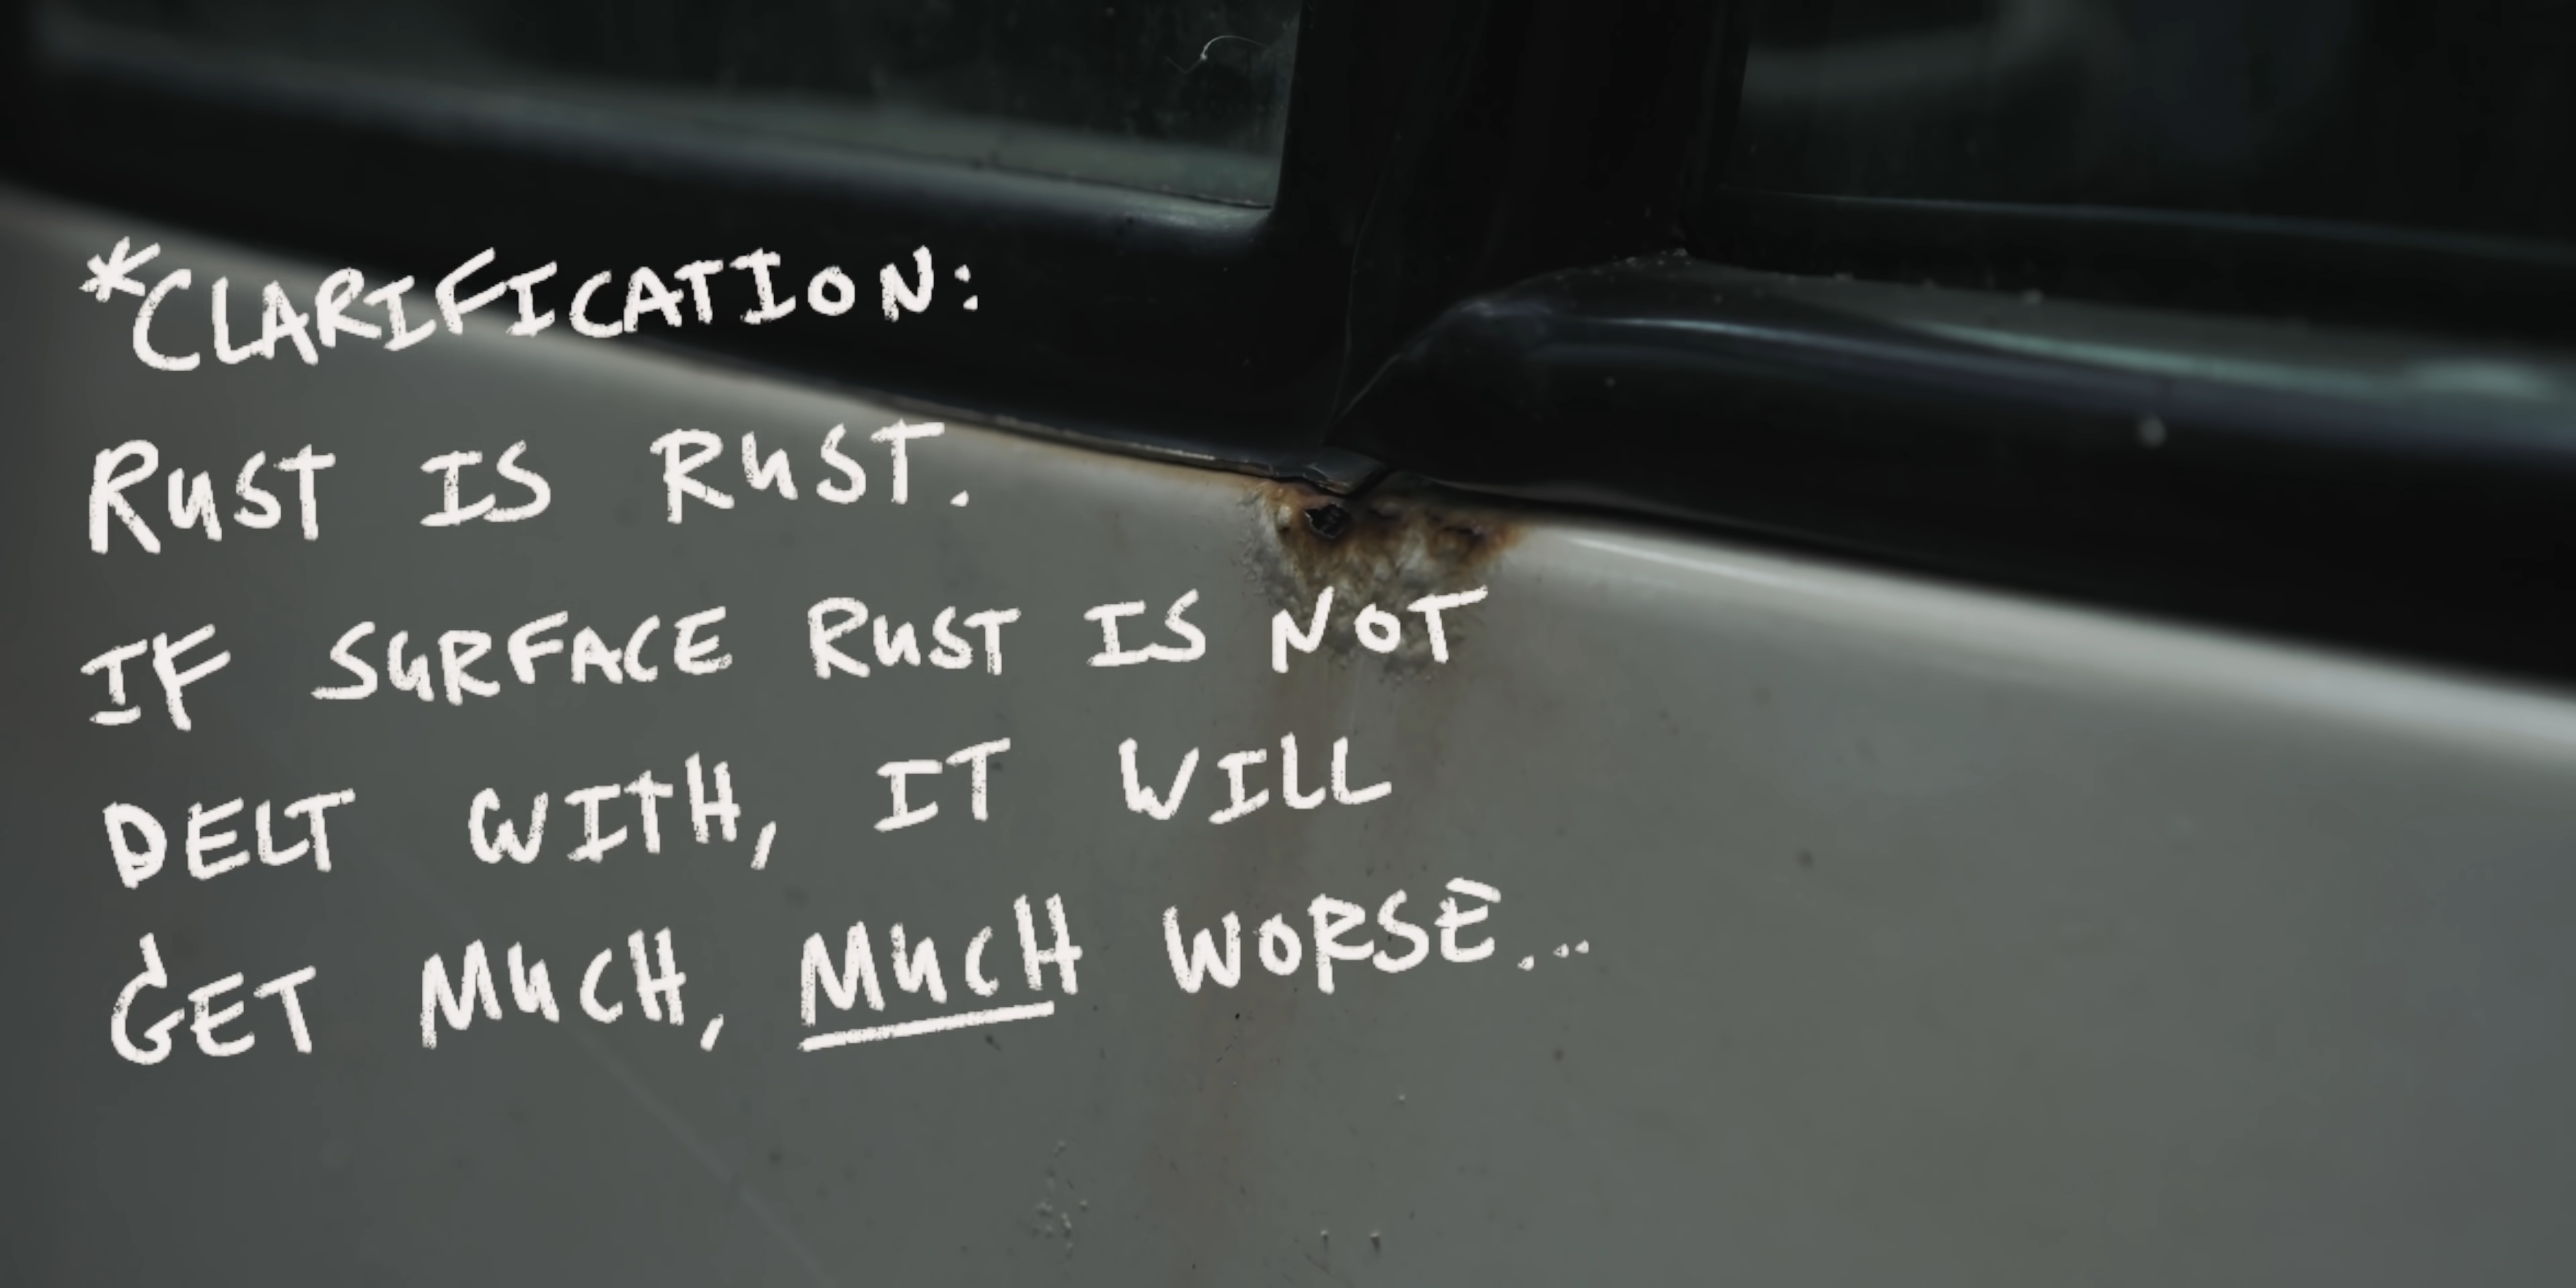 *CLARIFICATION:
RUST IS RUST.
IF SURFACE RUST IS NOT
DELT WITH, IT WILL
GET MUCH, MUCH WORSE...